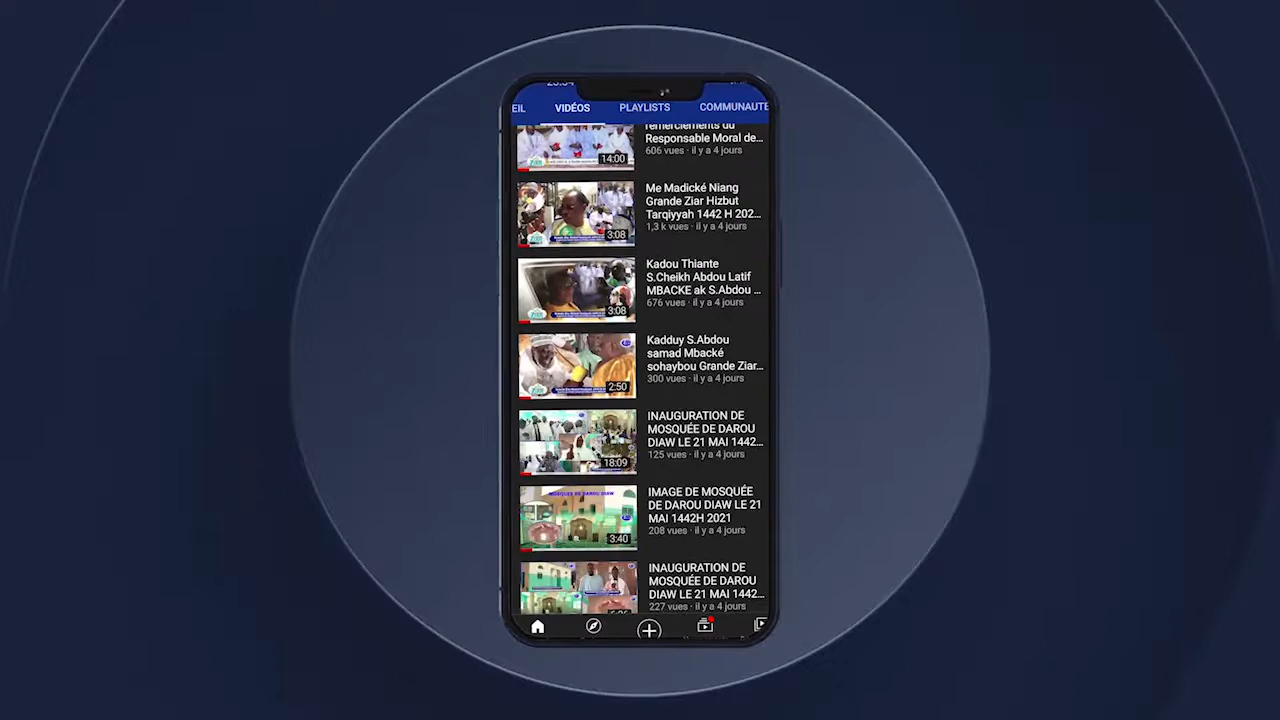 EIL VIDÉOS PLAYLISTS COMMUNAUTE
remerciements du
Responsable Moral de...
606 vues · il y a 4 jours
14:00
Me Madické Niang
Grande Ziar Hizbut
Tarqiyyah 1442 H 202...
1,3 k vues · il y a 4 jours
3:08
Kadou Thiante
S.Cheikh Abdou Latif
MBACKE ak S.Abdou ...
676 vues · il y a 4 jours
3:08
Kadduy S.Abdou
samad Mbacké
sohaybou Grande Ziar...
300 vues · il y a 4 jours
2:50
INAUGURATION DE
MOSQUÉE DE DAROU
DIAW LE 21 MAI 1442...
125 vues · il y a 4 jours
18:09
MOSQUEE DE DAROU DIAW
IMAGE DE MOSQUÉE
DE DAROU DIAW LE 21
MAI 1442H 2021
208 vues · il y a 4 jours
3:40
INAUGURATION DE
MOSQUÉE DE DAROU
DIAW LE 21 MAI 1442...
227 vues · il y a 4 jours